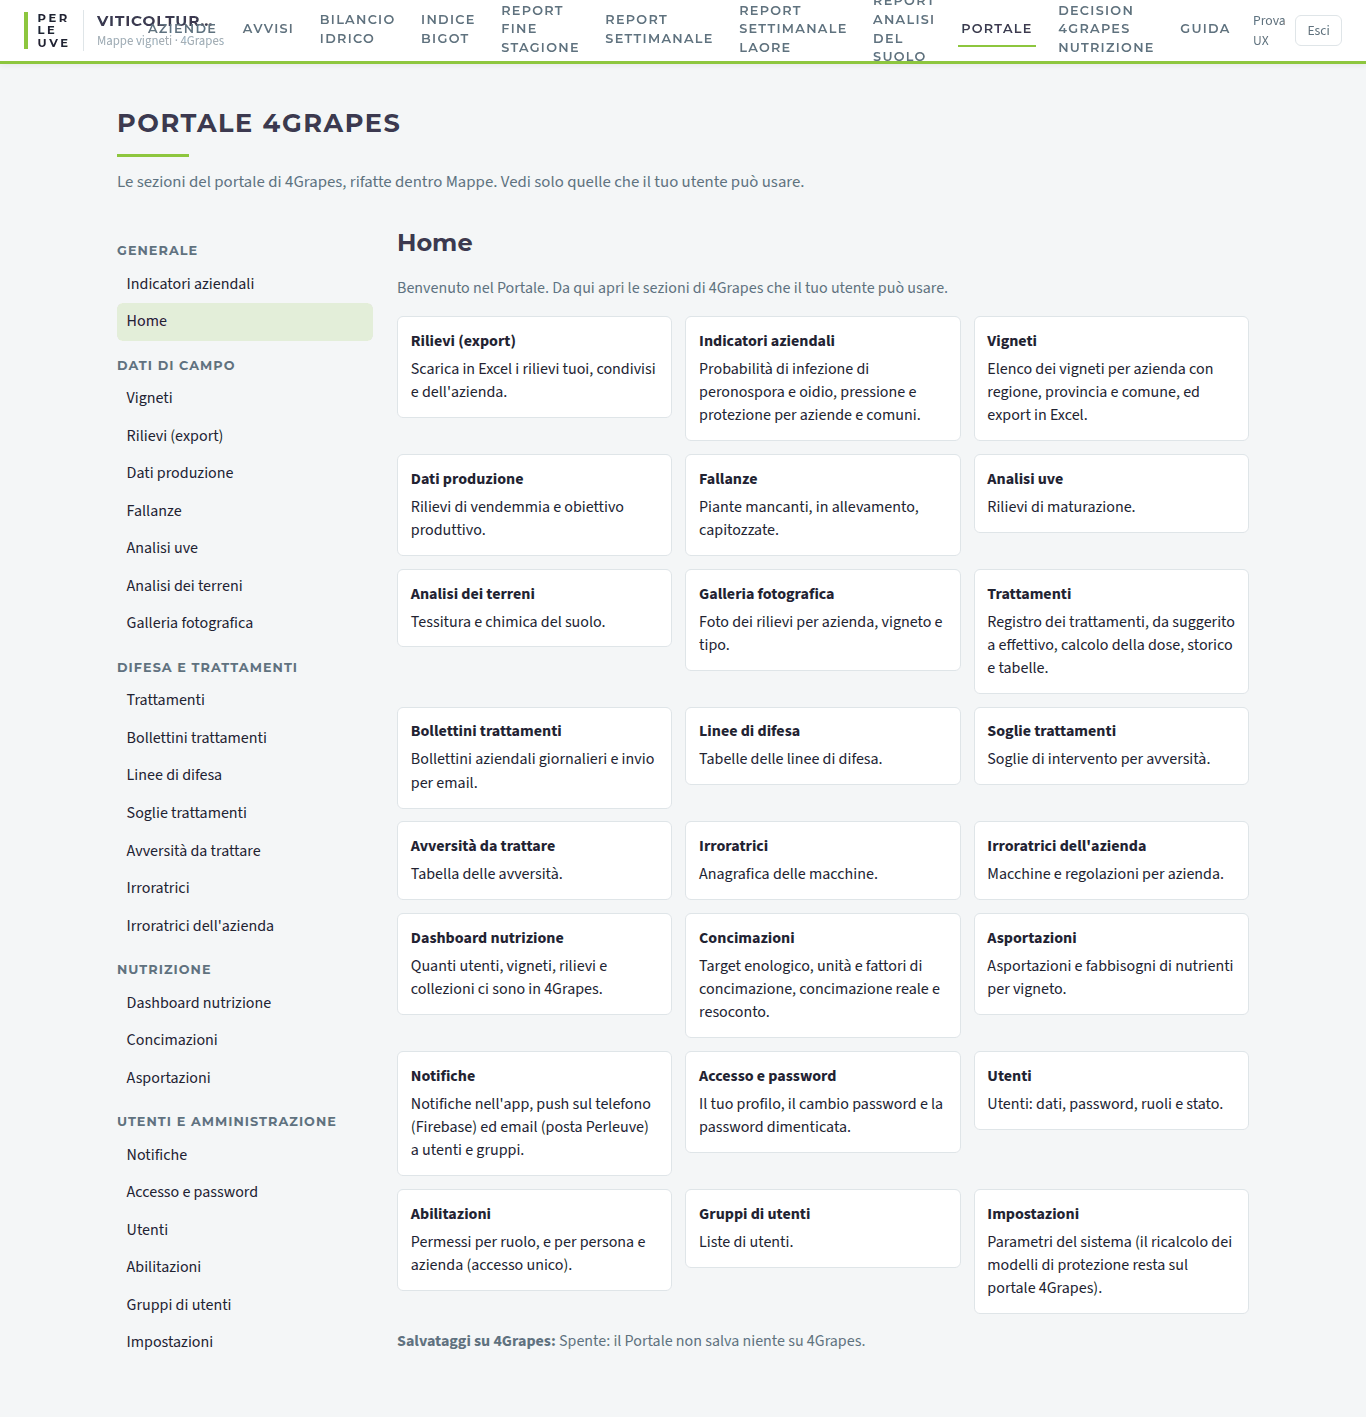 PER
LE
UVE
VITICOLTUR...
Mappe vigneti · 4Grapes
AZIENDE
AVVISI
BILANCIO
IDRICO
INDICE
BIGOT
REPORT
FINE
STAGIONE
REPORT
SETTIMANALE
REPORT
SETTIMANALE
LAORE
REPORT
ANALISI
DEL
SUOLO
PORTALE
DECISION
4GRAPES
NUTRIZIONE
GUIDA
Prova
UX
Esci
PORTALE 4GRAPES
Le sezioni del portale di 4Grapes, rifatte dentro Mappe. Vedi solo quelle che il tuo utente può usare.
GENERALE
Indicatori aziendali
Home
DATI DI CAMPO
Vigneti
Rilievi (export)
Dati produzione
Fallanze
Analisi uve
Analisi dei terreni
Galleria fotografica
DIFESA E TRATTAMENTI
Trattamenti
Bollettini trattamenti
Linee di difesa
Soglie trattamenti
Avversità da trattare
Irroratrici
Irroratrici dell'azienda
NUTRIZIONE
Dashboard nutrizione
Concimazioni
Asportazioni
UTENTI E AMMINISTRAZIONE
Notifiche
Accesso e password
Utenti
Abilitazioni
Gruppi di utenti
Impostazioni
Home
Benvenuto nel Portale. Da qui apri le sezioni di 4Grapes che il tuo utente può usare.
Rilievi (export)
Scarica in Excel i rilievi tuoi, condivisi
e dell'azienda.
Indicatori aziendali
Probabilità di infezione di
peronospora e oidio, pressione e
protezione per aziende e comuni.
Vigneti
Elenco dei vigneti per azienda con
regione, provincia e comune, ed
export in Excel.
Dati produzione
Rilievi di vendemmia e obiettivo
produttivo.
Fallanze
Piante mancanti, in allevamento,
capitozzate.
Analisi uve
Rilievi di maturazione.
Analisi dei terreni
Tessitura e chimica del suolo.
Galleria fotografica
Foto dei rilievi per azienda, vigneto e
tipo.
Trattamenti
Registro dei trattamenti, da suggerito
a effettivo, calcolo della dose, storico
e tabelle.
Bollettini trattamenti
Bollettini aziendali giornalieri e invio
per email.
Linee di difesa
Tabelle delle linee di difesa.
Soglie trattamenti
Soglie di intervento per avversità.
Avversità da trattare
Tabella delle avversità.
Irroratrici
Anagrafica delle macchine.
Irroratrici dell'azienda
Macchine e regolazioni per azienda.
Dashboard nutrizione
Quanti utenti, vigneti, rilievi e
collezioni ci sono in 4Grapes.
Concimazioni
Target enologico, unità e fattori di
concimazione, concimazione reale e
resoconto.
Asportazioni
Asportazioni e fabbisogni di nutrienti
per vigneto.
Notifiche
Notifiche nell'app, push sul telefono
(Firebase) ed email (posta Perleuve)
a utenti e gruppi.
Accesso e password
Il tuo profilo, il cambio password e la
password dimenticata.
Utenti
Utenti: dati, password, ruoli e stato.
Abilitazioni
Permessi per ruolo, e per persona e
azienda (accesso unico).
Gruppi di utenti
Liste di utenti.
Impostazioni
Parametri del sistema (il ricalcolo dei
modelli di protezione resta sul
portale 4Grapes).
Salvataggi su 4Grapes: Spente: il Portale non salva niente su 4Grapes.